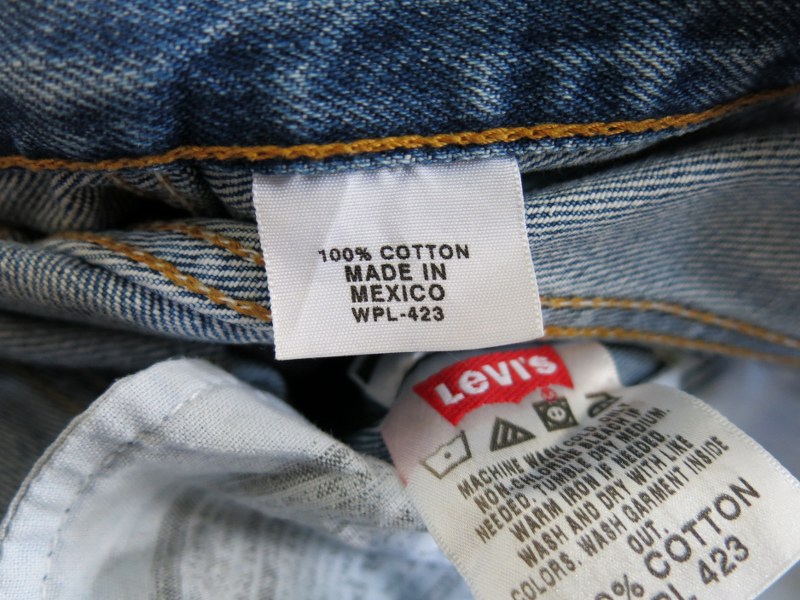 100% COTTON
MADE IN
MEXICO
WPL-423
LEVI'S
MACHINE WASH
NON-CHLORINE BLEACH IF
NEEDED, TUMBLE DRY MEDIUM.
WARM IRON IF NEEDED.
WASH AND DRY WITH LIKE
COLORS. WASH GARMENT INSIDE
OUT.
% COTTON
423